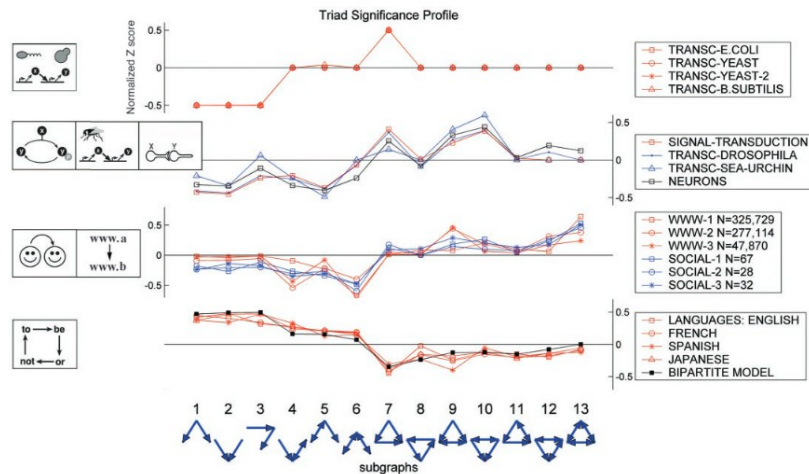 Triad Significance Profile
Normalized Z score
0.5
0
-0.5
TRANSC-E.COLI
TRANSC-YEAST
TRANSC-YEAST-2
TRANSC-B.SUBTILIS
X
Y
X
Y
Y
X
Y
X Y
0.5
0
-0.5
SIGNAL-TRANSDUCTION
TRANSC-DROSOPHILA
TRANSC-SEA-URCHIN
NEURONS
www.a
www.b
0.5
0
-0.5
WWW-1 N=325,729
WWW-2 N=277,114
WWW-3 N=47,870
SOCIAL-1 N=67
SOCIAL-2 N=28
SOCIAL-3 N=32
to be
not or
0.5
0
-0.5
LANGUAGES: ENGLISH
FRENCH
SPANISH
JAPANESE
BIPARTITE MODEL
1 2 3 4 5 6 7 8 9 10 11 12 13
subgraphs